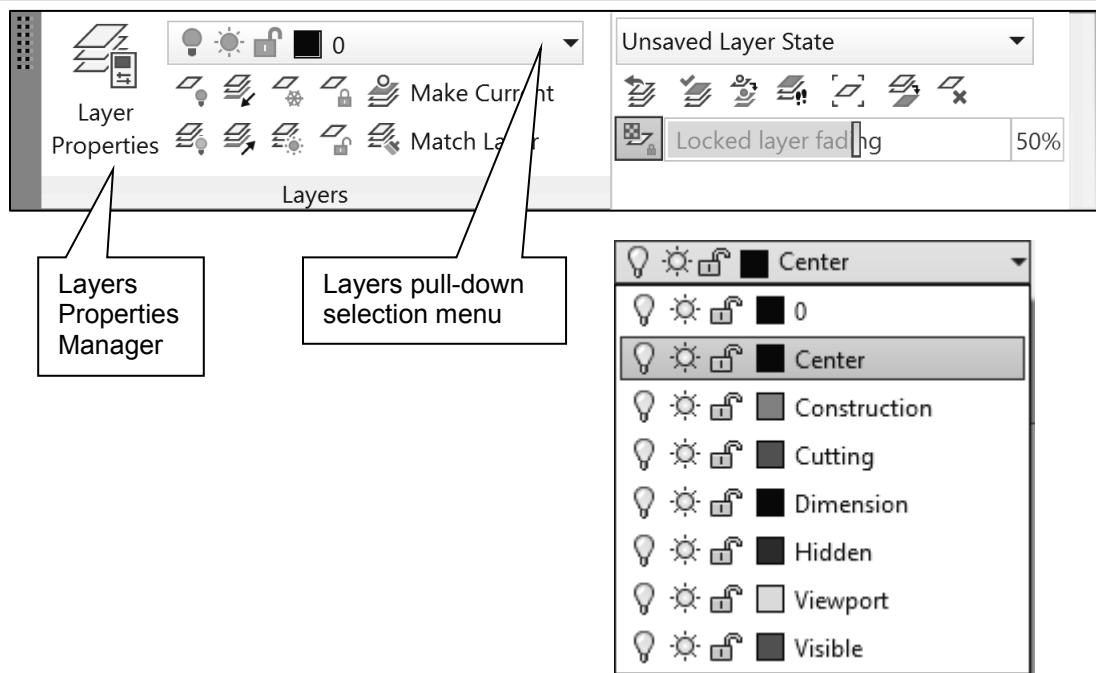 0
Unsaved Layer State
Layer
Properties
Make Current
Match Layer
Locked layer fading
50%
Layers
Layers
Properties
Manager
Layers pull-down
selection menu
Center
0
Center
Construction
Cutting
Dimension
Hidden
Viewport
Visible